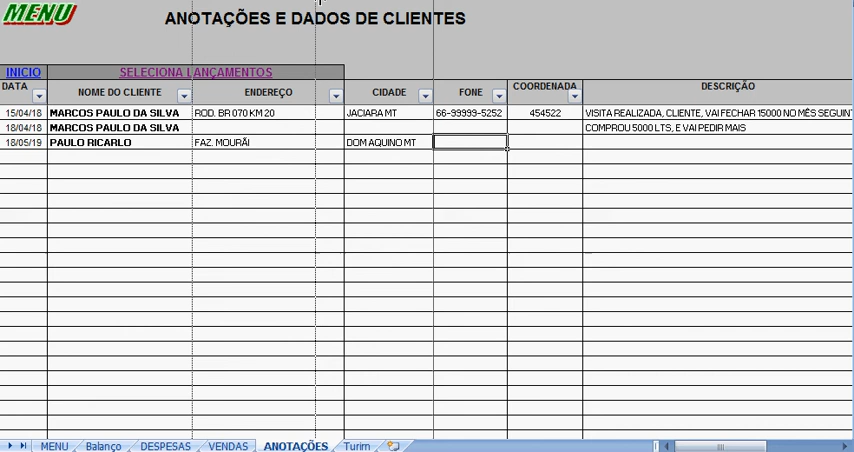 MENU
ANOTAÇÕES E DADOS DE CLIENTES
INICIO SELECIONA LANÇAMENTOS
DATA NOME DO CLIENTE ENDEREÇO CIDADE FONE COORDENADA DESCRIÇÃO
15/04/18 MARCOS PAULO DA SILVA ROD. BR 070 KM 20 JACIARA MT 66-99999-5252 454522 VISITA REALIZADA, CLIENTE, VAI FECHAR 15000 NO MÊS SEGUINT
18/04/18 MARCOS PAULO DA SILVA COMPROU 5000 LTS, E VAI PEDIR MAIS
18/05/19 PAULO RICARLO FAZ. MOURÃI DOM AQUINO MT
MENU Balanço DESPESAS VENDAS ANOTAÇÕES Turim